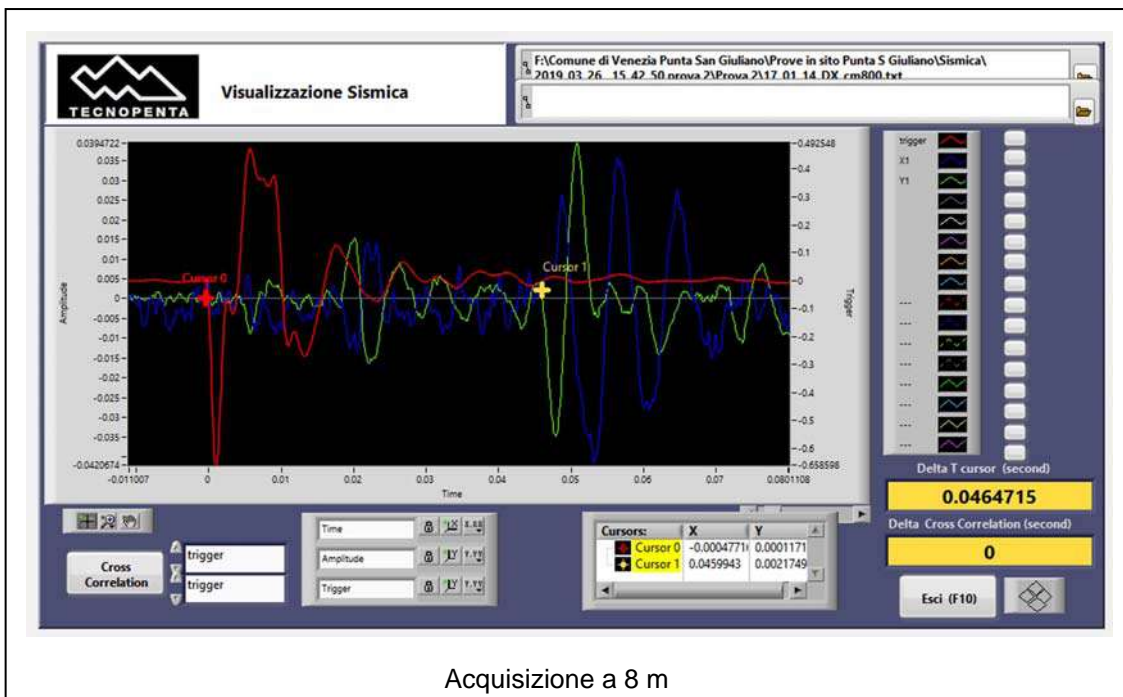 TECNOPENTA
Visualizzazione Sismica
F:\Comune di Venezia Punta San Giuliano\Prove in sito Punta S Giuliano\Sismica\
2019_03_26__15_42_50 prova 2\Prova 2\17_01_14_DX_cm800.txt
0.0394722
0.035
0.03
0.025
0.02
0.015
0.01
0.005
0
-0.005
-0.01
-0.015
-0.02
-0.025
-0.03
-0.035
-0.0420674
Amplitude
Cursor 0
Cursor 1
0.492548
0.4
0.3
0.2
0.1
0
-0.1
-0.2
-0.3
-0.4
-0.5
-0.6
-0.658598
Trigger
-0.011007
0
0.01
0.02
0.03
0.04
0.05
0.06
0.07
0.0801108
Time
trigger
X1
Y1
---
---
---
---
---
---
---
---
Delta T cursor (second)
0.0464715
Delta Cross Correlation (second)
0
Cross
Correlation
trigger
trigger
Time
Amplitude
Trigger
Cursors: X Y
Cursor 0 -0.0004771 0.0001171
Cursor 1 0.0459943 0.0021749
Esci (F10)
Acquisizione a 8 m